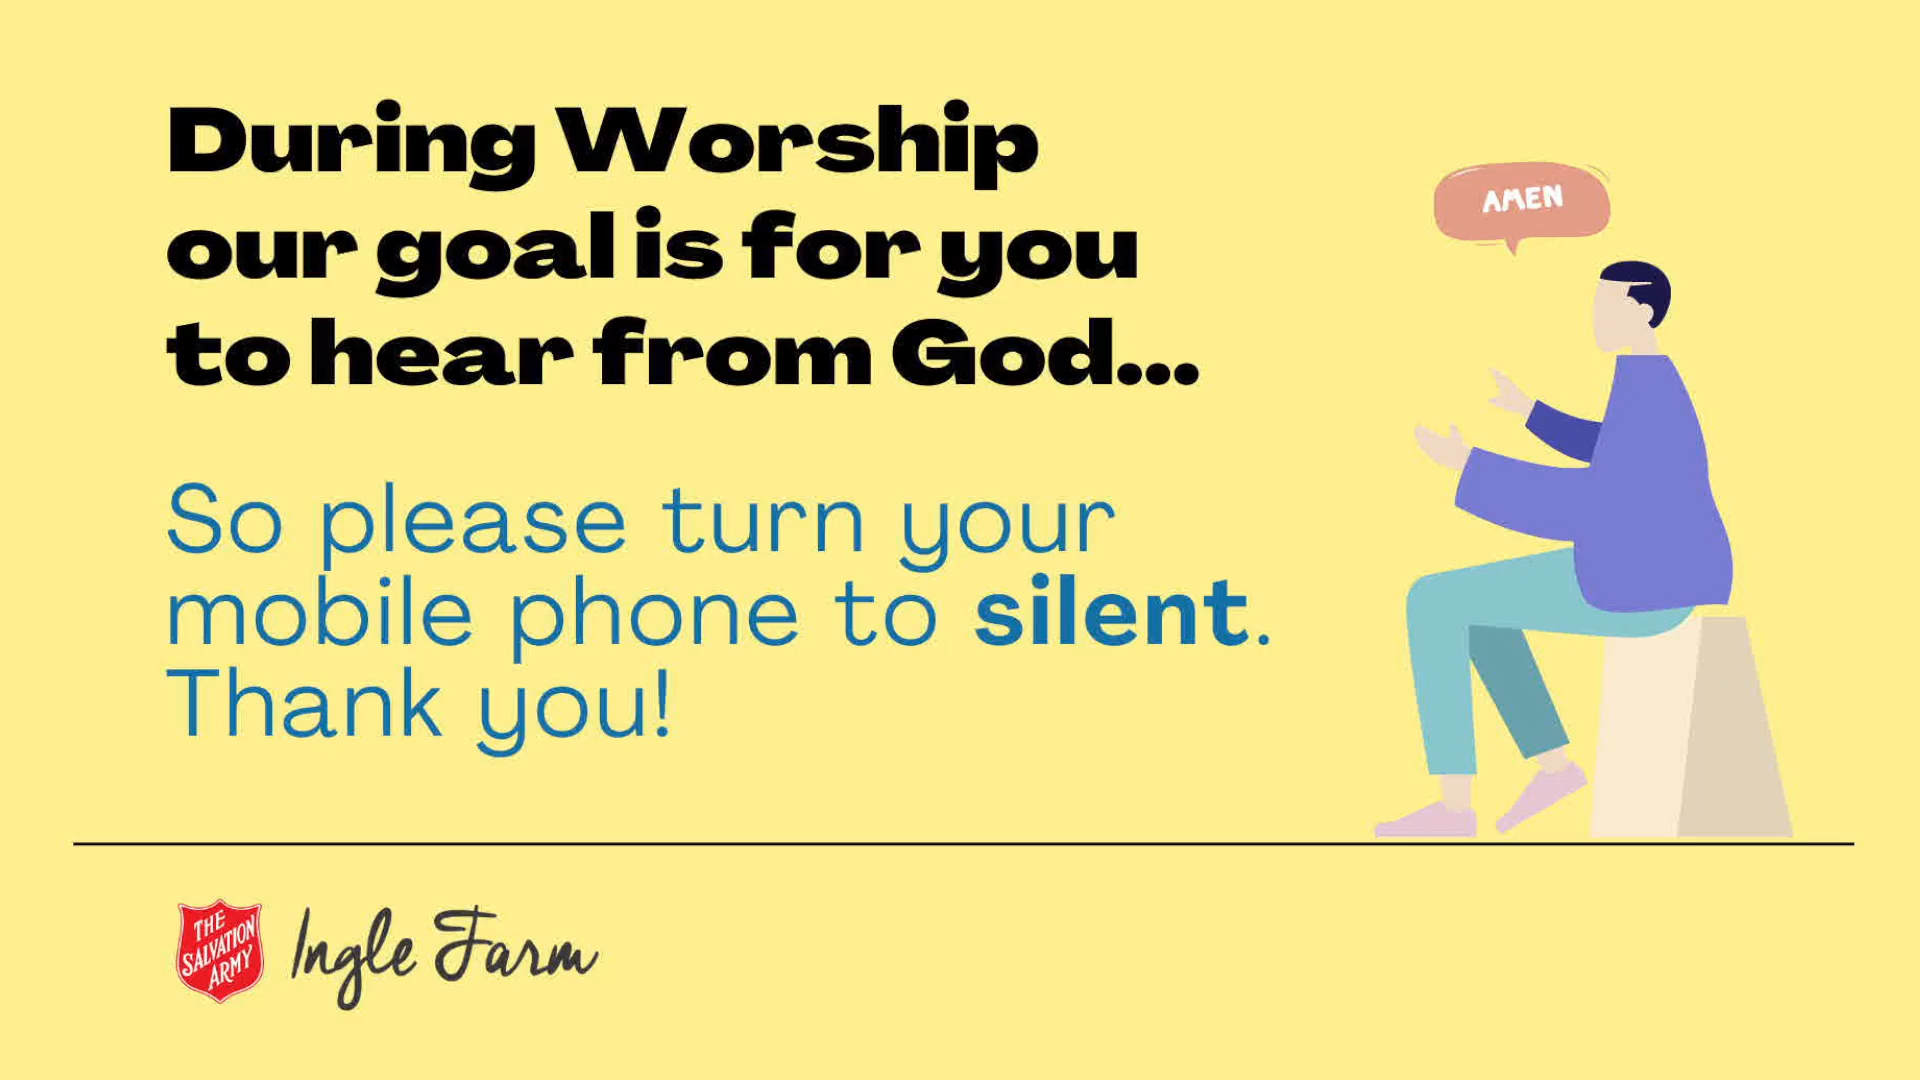 During Worship
our goal is for you
to hear from God...
AMEN
So please turn your
mobile phone to silent.
Thank you!
THE
SALVATION
ARMY
Ingle Farm